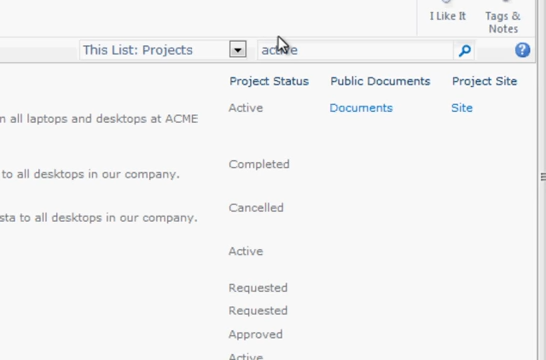 I Like It
Tags &
Notes
This List: Projects
active
Project Status
Public Documents
Project Site
n all laptops and desktops at ACME
Active
Documents
Site
to all desktops in our company.
Completed
sta to all desktops in our company.
Cancelled
Active
Requested
Requested
Approved
Active